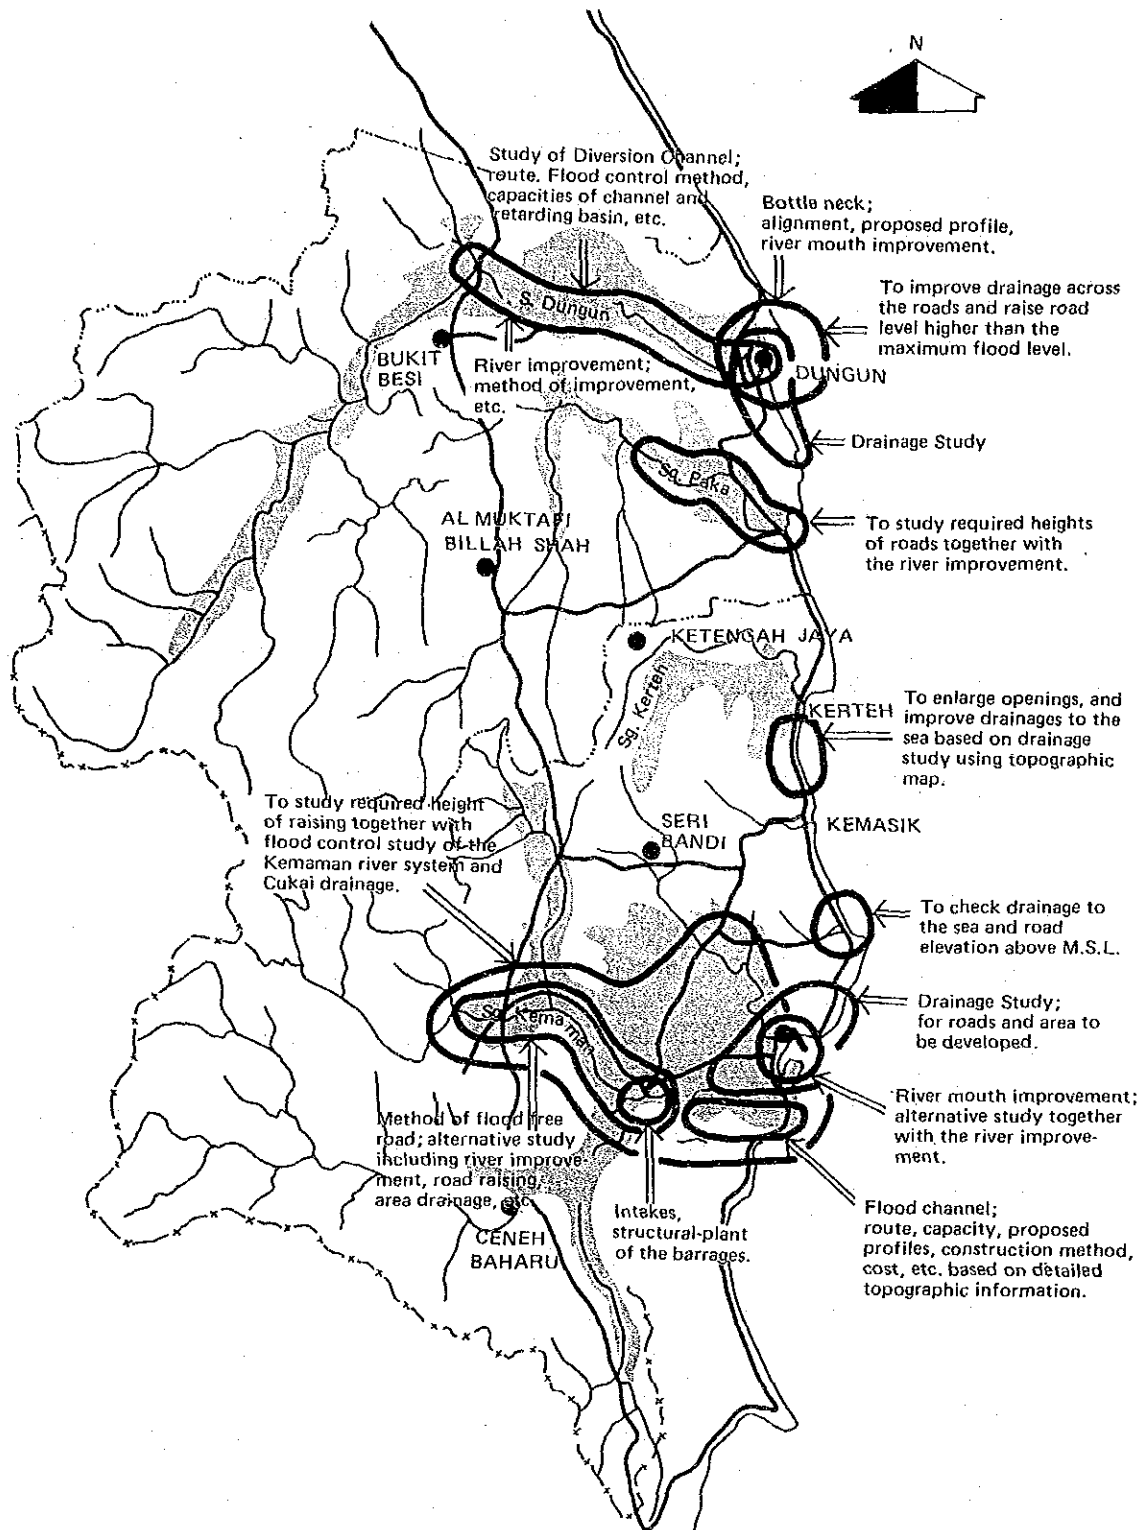 N
Study of Diversion Channel;
route. Flood control method,
capacities of channel and
retarding basin, etc.
Bottle neck;
alignment, proposed profile,
river mouth improvement.
To improve drainage across
the roads and raise road
level higher than the
maximum flood level.
S. Dungun
BUKIT
BESI
River improvement;
method of improvement,
etc.
DUNGUN
Drainage Study
Sg. Paka
AL MUKTAFI
BILLAH SHAH
To study required heights
of roads together with
the river improvement.
KETENGAH JAYA
Sg. Kerteh
KERTEH
To enlarge openings, and
improve drainages to the
sea based on drainage
study using topographic
map.
To study required height
of raising together with
flood control study of the
Kemaman river system and
Cukai drainage.
SERI
BANDI
KEMASIK
To check drainage to
the sea and road
elevation above M.S.L.
Sg. Kemaman
Drainage Study;
for roads and area to
be developed.
River mouth improvement;
alternative study together
with the river improve-
ment.
Method of flood free
road; alternative study
including river improve-
ment, road raising,
area drainage, etc.
Intakes,
structural-plant
of the barrages.
CENEH
BAHARU
Flood channel;
route, capacity, proposed
profiles, construction method,
cost, etc. based on detailed
topographic information.